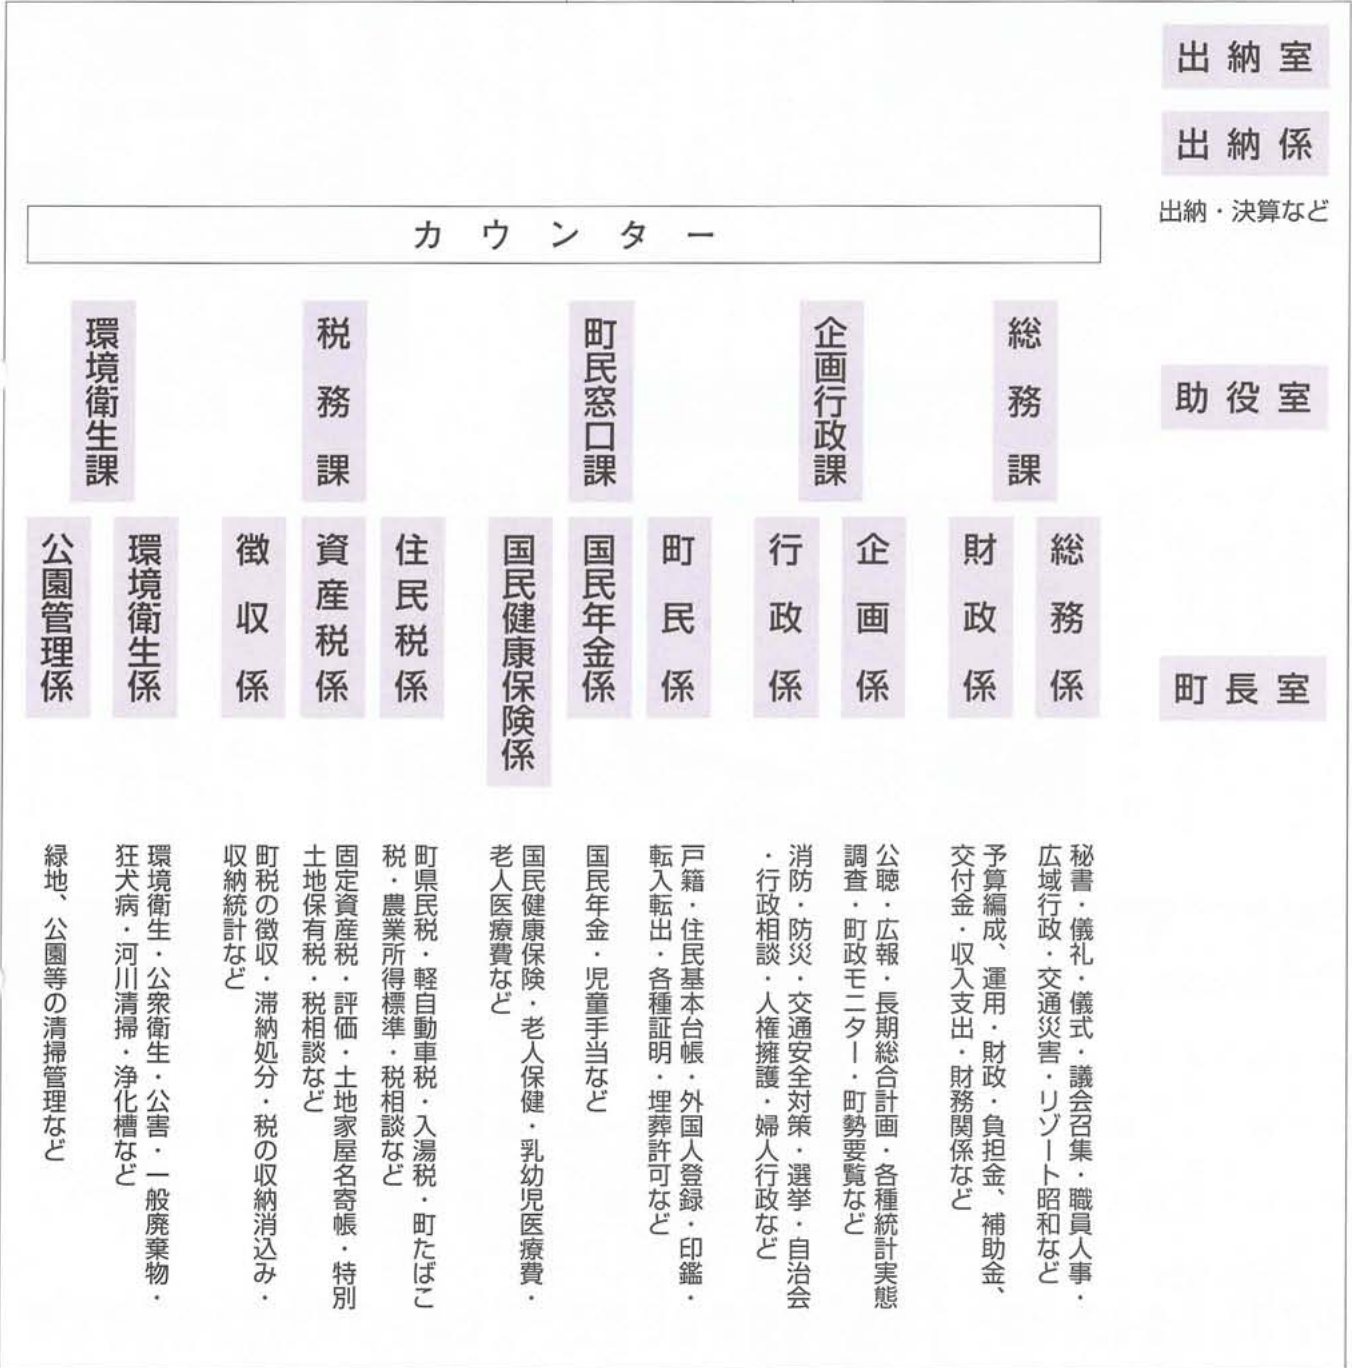 出納室
出納係
出納・決算など
カウンター
助役室
町長室
総務課
総務係
秘書・儀礼・儀式・議会召集・職員人事・
広域行政・交通災害・リゾート昭和など
財政係
予算編成、運用・財政・負担金、補助金、
交付金・収入支出・財務関係など
企画行政課
企画係
公聴・広報・長期総合計画・各種統計実態
調査・町政モニター・町勢要覧など
行政係
消防・防災・交通安全対策・選挙・自治会
・行政相談・人権擁護・婦人行政など
町民窓口課
町民係
戸籍・住民基本台帳・外国人登録・印鑑・
転入転出・各種証明・埋葬許可など
国民年金係
国民年金・児童手当など
国民健康保険係
国民健康保険・老人保健・乳幼児医療費・
老人医療費など
税務課
住民税係
町県民税・軽自動車税・入湯税・町たばこ
税・農業所得標準・税相談など
資産税係
固定資産税・評価・土地家屋名寄帳・特別
土地保有税・税相談など
徴収係
町税の徴収・滞納処分・税の収納消込み・
収納統計など
環境衛生課
環境衛生係
環境衛生・公衆衛生・公害・一般廃棄物・
狂犬病・河川清掃・浄化槽など
公園管理係
緑地、公園等の清掃管理など